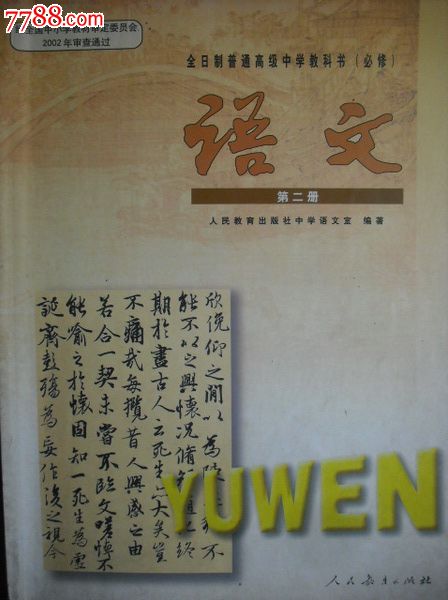 7788.com
全国中小学教材审定委员会
2002年审查通过
全日制普通高级中学教科书（必修）
语文
第二册
人民教育出版社中学语文室 编著
欣俛仰之閒以為陳不
能不以之興懷況脩終
期於盡古人云死生亦大矣豈
不痛哉每攬昔人興感之由
若合一契未嘗不臨文嗟悼不
能喻之於懷固知一死生為虛
誕齊彭殤為妄作後之視今
YUWEN
人民教育出版社